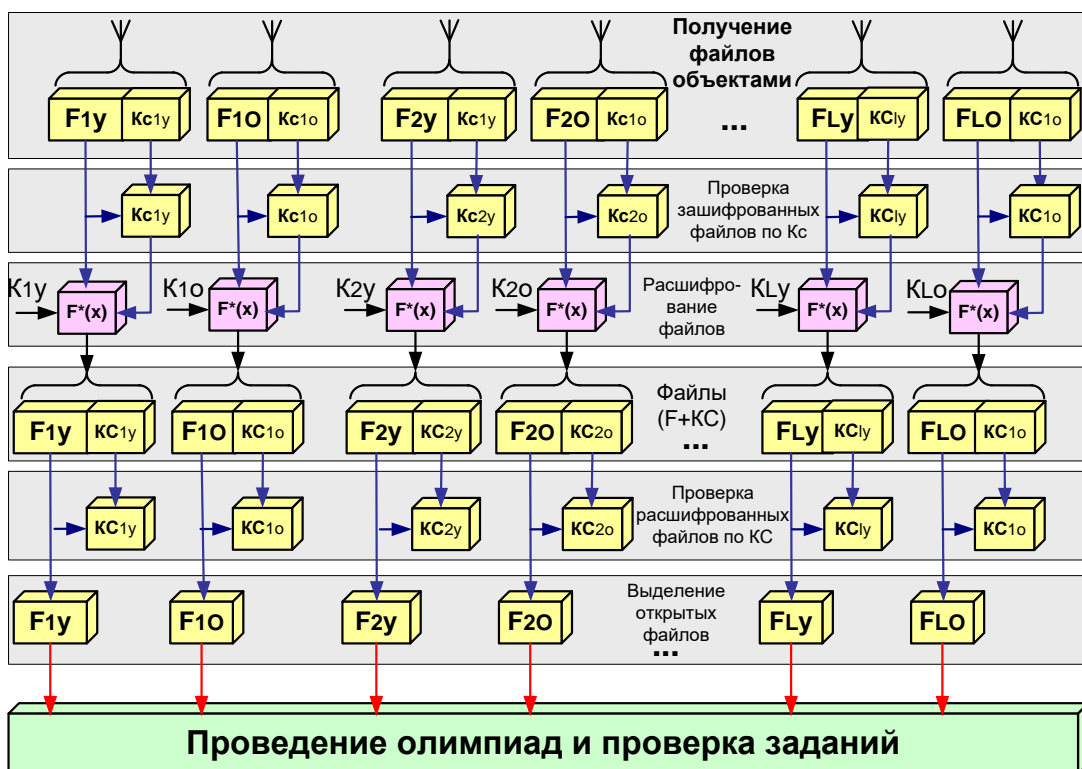 Получение
файлов
объектами
F1y Кс1y F1O Кс1o F2y Кс1y F2O Кс1o ... FLy КСly FLO КС1o
Проверка
зашифрованных
файлов по Кс
Кс1y Кс1o Кс2y Кс2o КСly КС1o
К1y К1o К2y К2o КLy КLo
F*(x) F*(x) F*(x) F*(x) F*(x) F*(x)
Расшифро-
вание
файлов
Файлы
(F+КС)
...
F1y КС1y F1O КС1o F2y КС2y F2O КС2o FLy КСly FLO КС1o
Проверка
расшифрованных
файлов по КС
КС1y КС1o КС2y КС2o КСly КС1o
Выделение
открытых
файлов
...
F1y F1O F2y F2O FLy FLO
Проведение олимпиад и проверка заданий